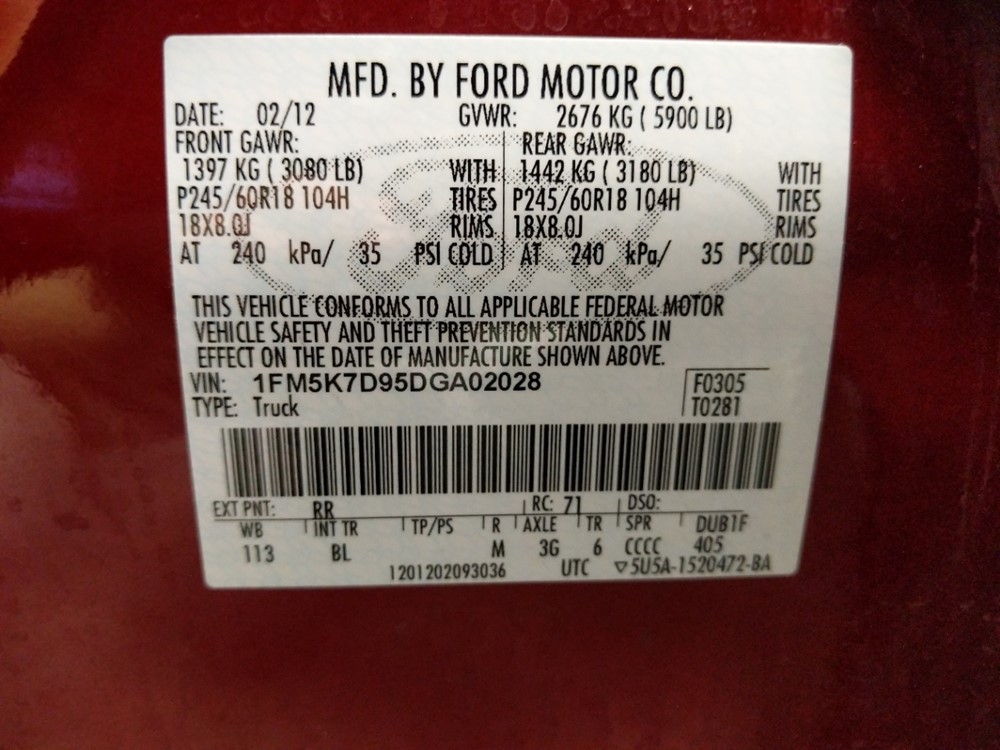 MFD. BY FORD MOTOR CO.
DATE: 02/12 GVWR: 2676 KG ( 5900 LB)
FRONT GAWR: REAR GAWR:
1397 KG ( 3080 LB) WITH 1442 KG ( 3180 LB) WITH
P245/60R18 104H TIRES P245/60R18 104H TIRES
18X8.0J RIMS 18X8.0J RIMS
AT 240 kPa/ 35 PSI COLD AT 240 kPa/ 35 PSI COLD
THIS VEHICLE CONFORMS TO ALL APPLICABLE FEDERAL MOTOR
VEHICLE SAFETY AND THEFT PREVENTION STANDARDS IN
EFFECT ON THE DATE OF MANUFACTURE SHOWN ABOVE.
VIN: 1FM5K7D95DGA02028 F0305
TYPE: Truck T0281
EXT PNT: RR RC: 71 DSO:
WB INT TR TP/PS R AXLE TR SPR DUB1F
113 BL M 3G 6 CCCC 405
1201202093036 UTC ▽5U5A-1520472-BA
Ford